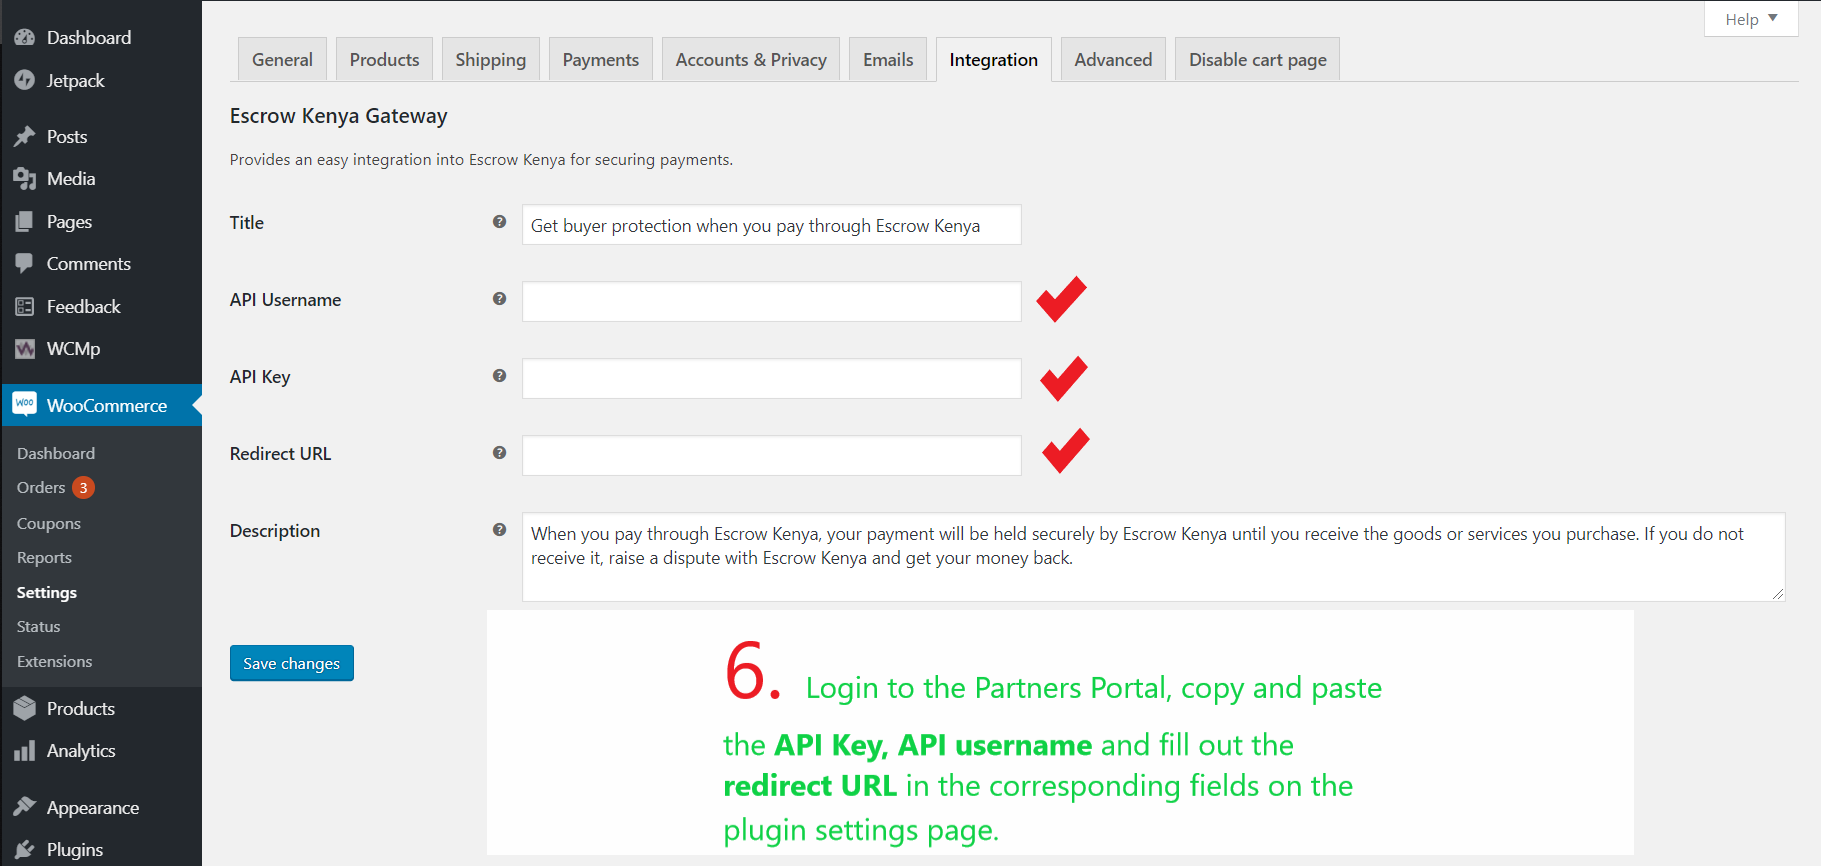 Help
Dashboard
Jetpack
Posts
Media
Pages
Comments
Feedback
WCMp
Woo WooCommerce
Dashboard
Orders 3
Coupons
Reports
Settings
Status
Extensions
Products
Analytics
Appearance
Plugins
General Products Shipping Payments Accounts & Privacy Emails Integration Advanced Disable cart page
Escrow Kenya Gateway
Provides an easy integration into Escrow Kenya for securing payments.
Title ? Get buyer protection when you pay through Escrow Kenya
API Username ?
API Key ?
Redirect URL ?
Description ? When you pay through Escrow Kenya, your payment will be held securely by Escrow Kenya until you receive the goods or services you purchase. If you do not
receive it, raise a dispute with Escrow Kenya and get your money back.
Save changes
6. Login to the Partners Portal, copy and paste
the API Key, API username and fill out the
redirect URL in the corresponding fields on the
plugin settings page.